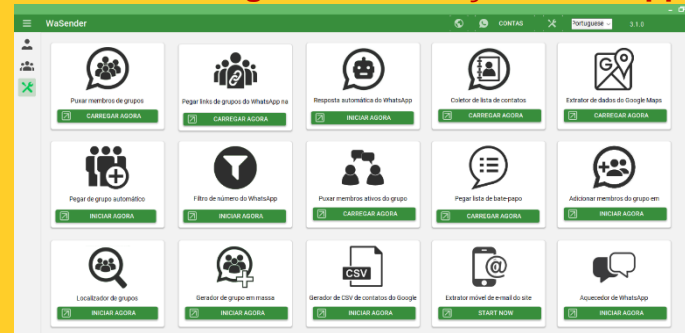 WaSender
CONTAS
Portuguese
3.1.0
Puxar membros de grupos
CARREGAR AGORA
Pegar links de grupos do WhatsApp na
CARREGAR AGORA
Resposta automática do WhatsApp
INICIAR AGORA
Coletor de lista de contatos
CARREGAR AGORA
Extrator de dados do Google Maps
CARREGAR AGORA
Pegar de grupo automático
INICIAR AGORA
Filtro de número do WhatsApp
INICIAR AGORA
Puxar membros ativos do grupo
CARREGAR AGORA
Pegar lista de bate-papo
CARREGAR AGORA
Adicionar membros do grupo em
INICIAR AGORA
Localizador de grupos
INICIAR AGORA
Gerador de grupo em massa
INICIAR AGORA
CSV
Gerador de CSV de contatos do Google
INICIAR AGORA
Extrator móvel de e-mail do site
START NOW
Aquecedor de WhatsApp
INICIAR AGORA